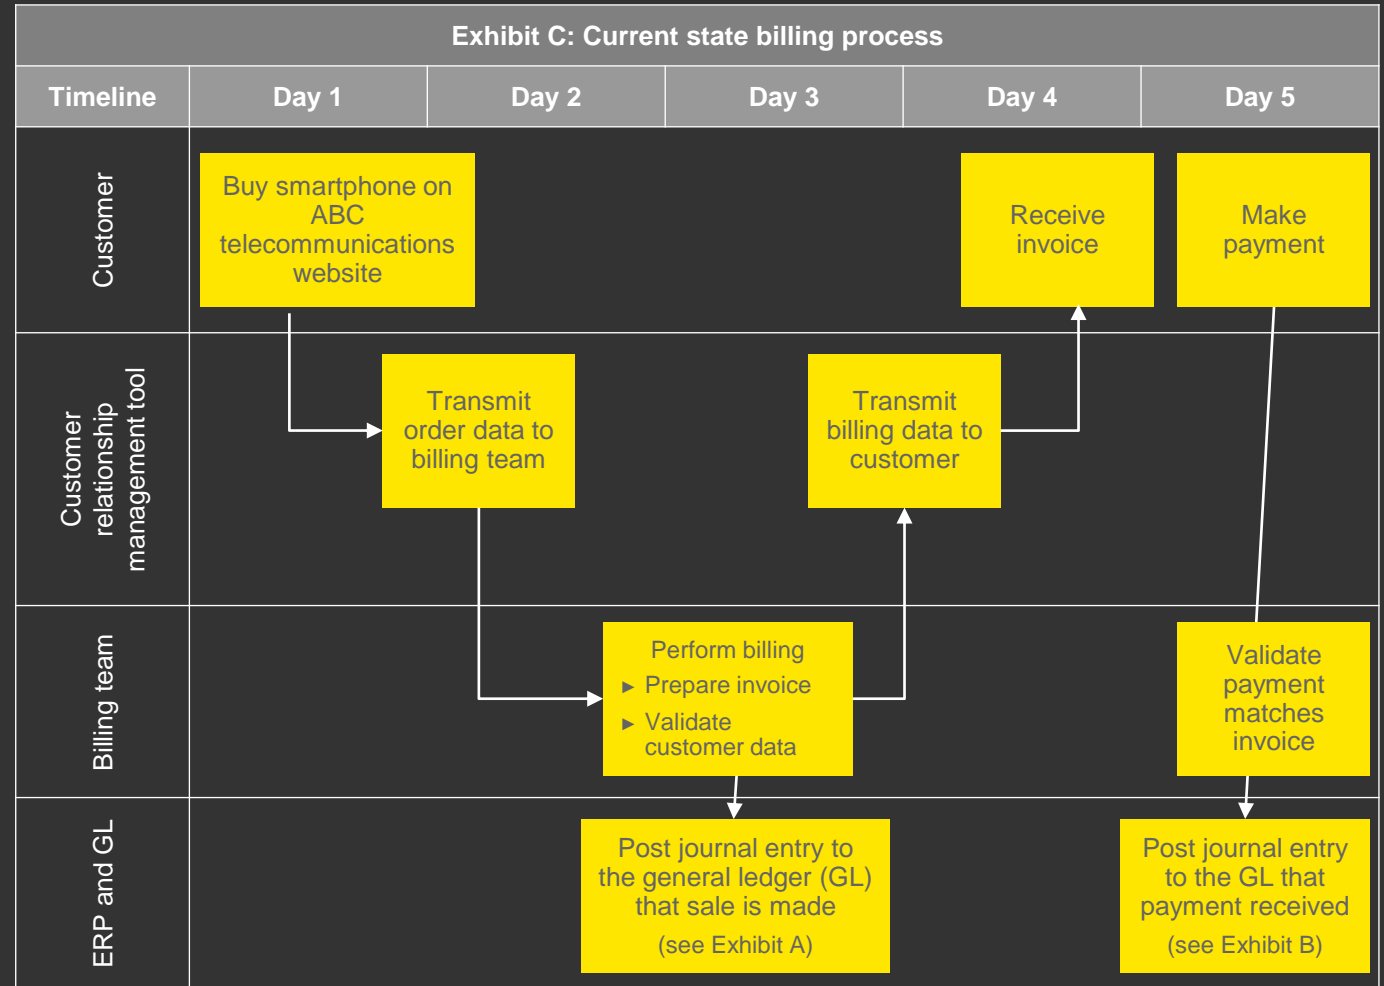 Exhibit C: Current state billing process
Timeline
Day 1
Day 2
Day 3
Day 4
Day 5
Customer
Buy smartphone on
ABC
telecommunications
website
Receive
invoice
Make
payment
Customer
relationship
management tool
Transmit
order data to
billing team
Transmit
billing data to
customer
Billing team
Perform billing
► Prepare invoice
► Validate
customer data
Validate
payment
matches
invoice
ERP and GL
Post journal entry to
the general ledger (GL)
that sale is made
(see Exhibit A)
Post journal entry
to the GL that
payment received
(see Exhibit B)